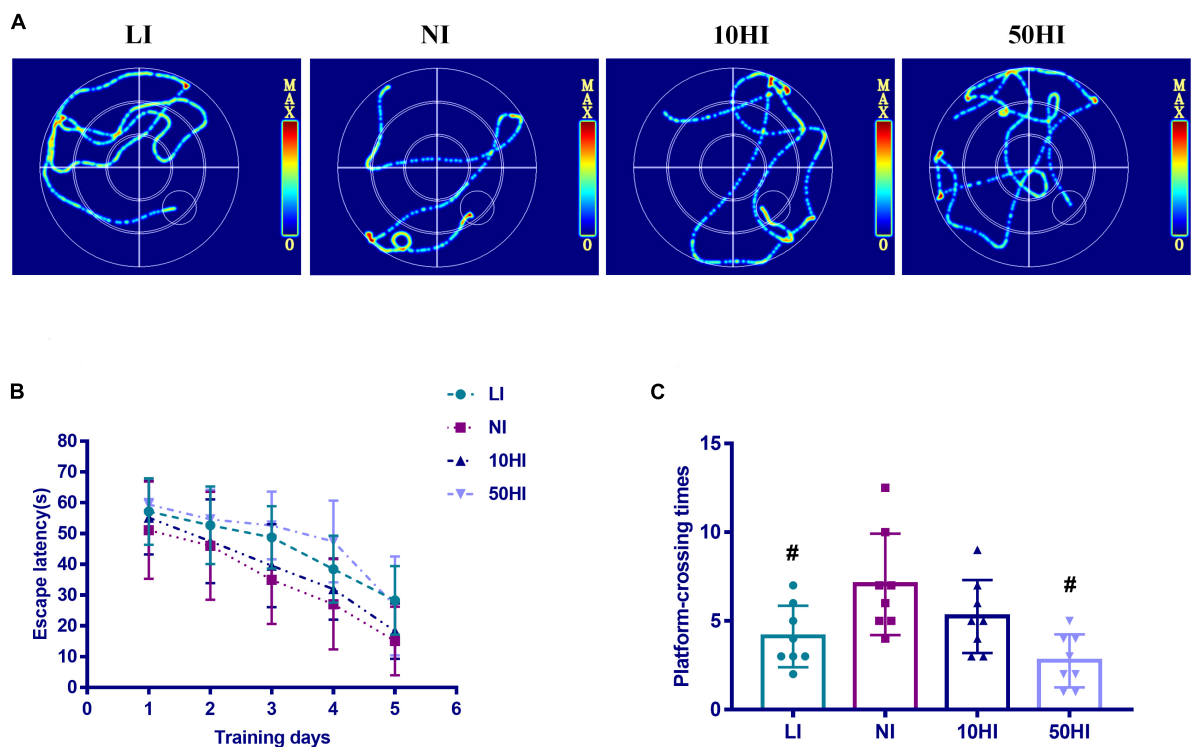 A
LI
NI
10HI
50HI
MAX
0
MAX
0
MAX
0
MAX
0
B
LI
NI
10HI
50HI
80
70
60
50
40
30
20
10
0
Escape latency(s)
0
1
2
3
4
5
6
Training days
C
15
10
5
0
Platform-crossing times
#
#
LI
NI
10HI
50HI